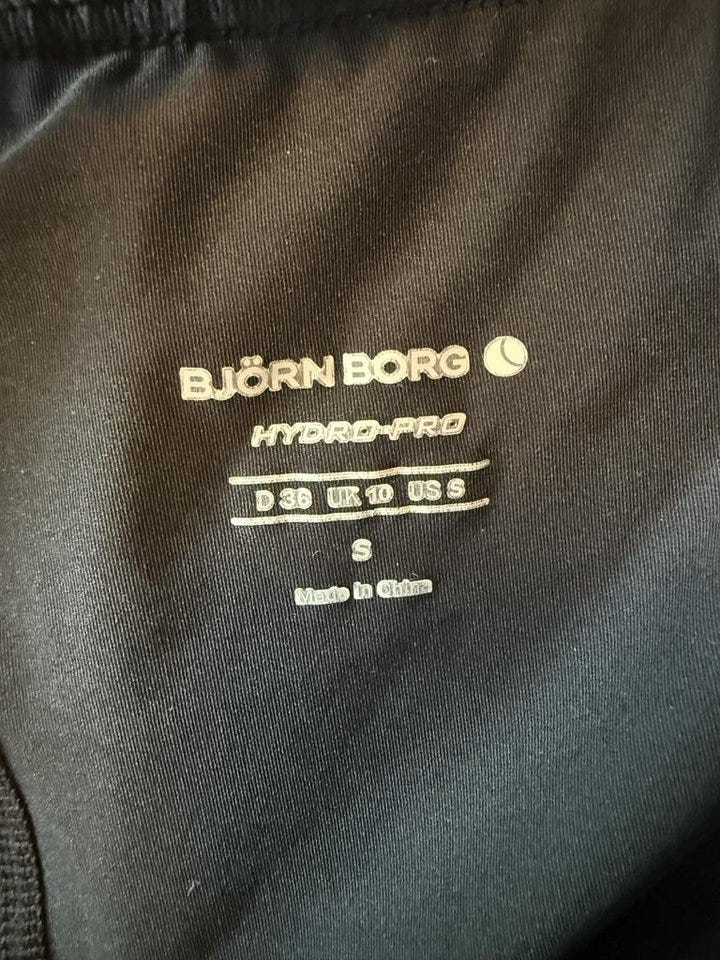 BJÖRN BORG
HYDRO-PRO
D 36 UK 10 US S
S
Made in China